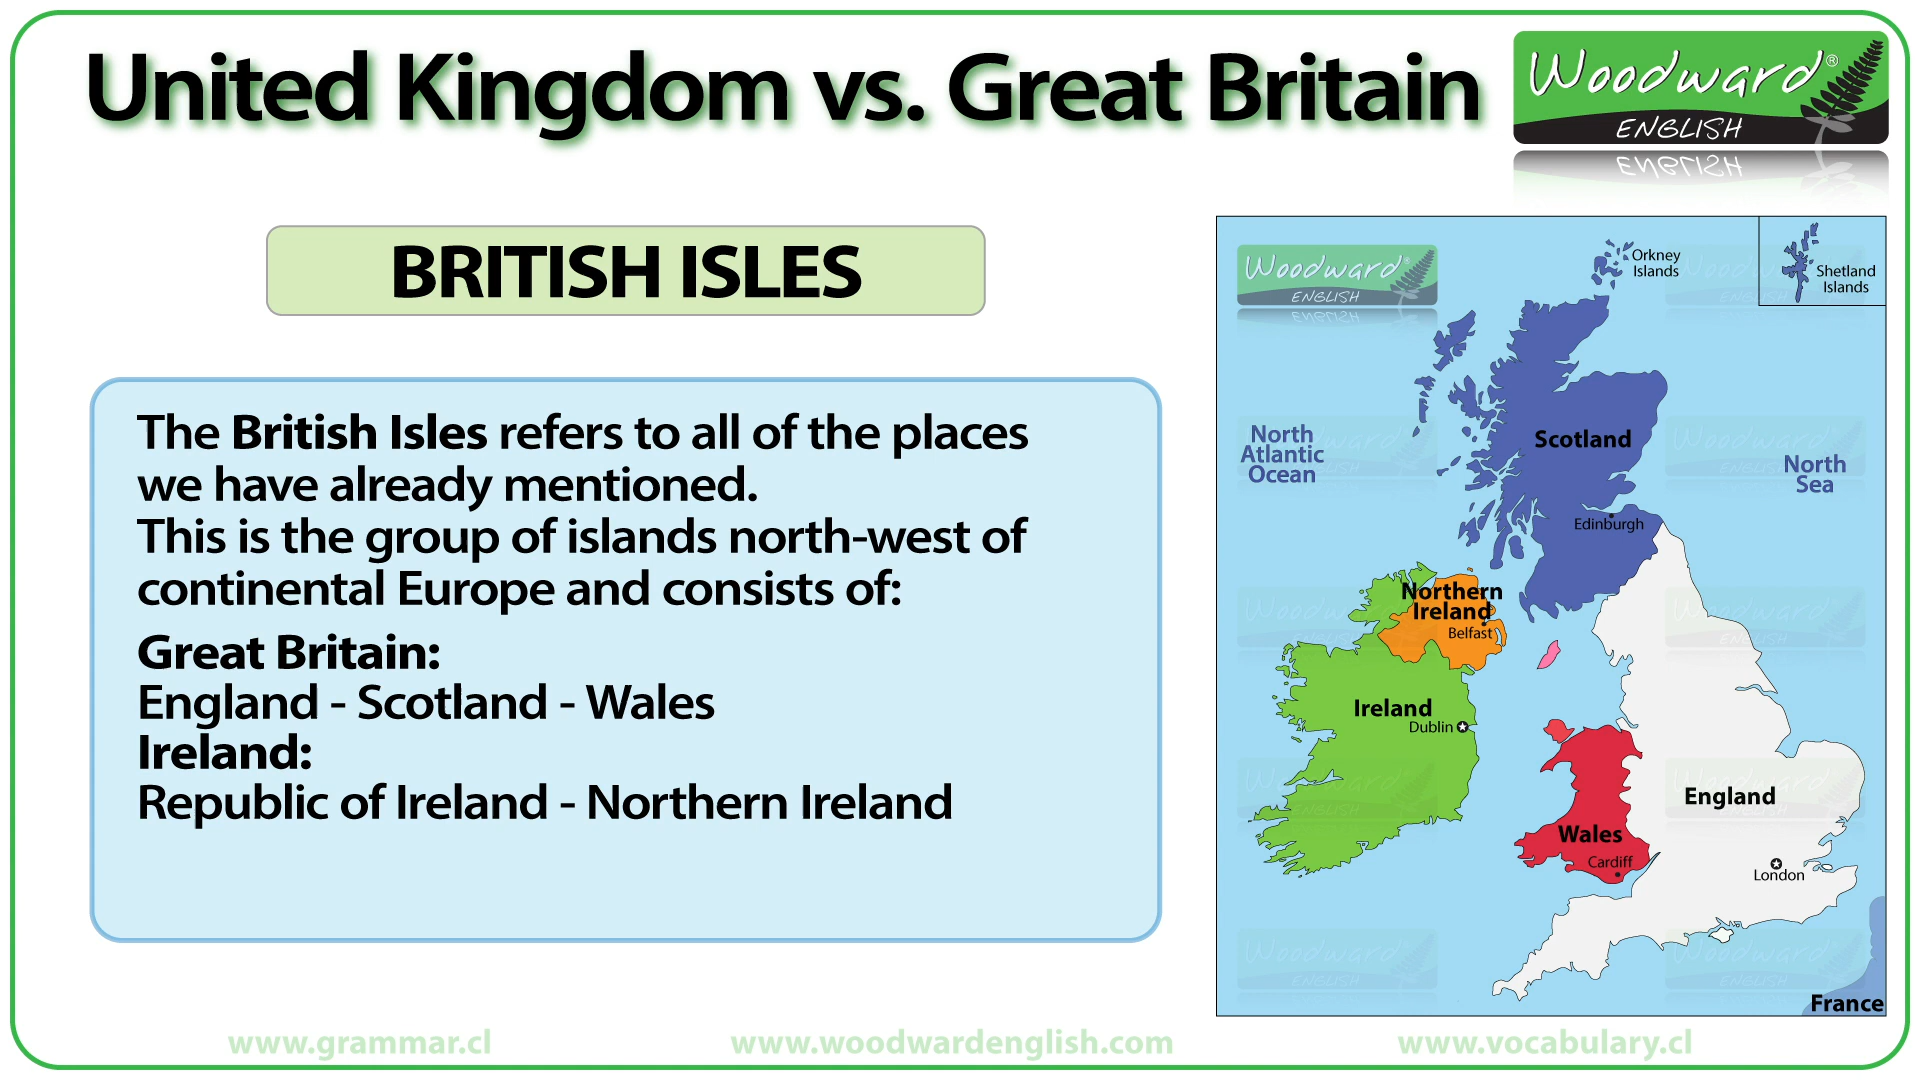 United Kingdom vs. Great Britain
Woodward®
ENGLISH
BRITISH ISLES
The British Isles refers to all of the places
we have already mentioned.
This is the group of islands north-west of
continental Europe and consists of:
Great Britain:
England - Scotland - Wales
Ireland:
Republic of Ireland - Northern Ireland
Woodward®
ENGLISH
Orkney
Islands
Shetland
Islands
North
Atlantic
Ocean
Scotland
North
Sea
Edinburgh
Northern
Ireland
Belfast
Ireland
Dublin
England
Wales
Cardiff
London
France
www.grammar.cl
www.woodwardenglish.com
www.vocabulary.cl